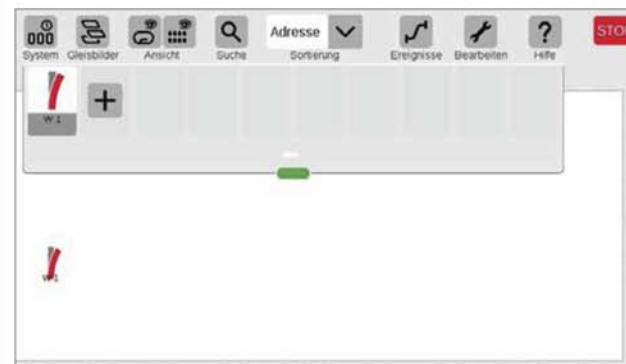 Adresse
STO
System Gleisbilder Ansicht Suche Sortierung Ereignisse Bearbeiten Hilfe
W 1
W 1